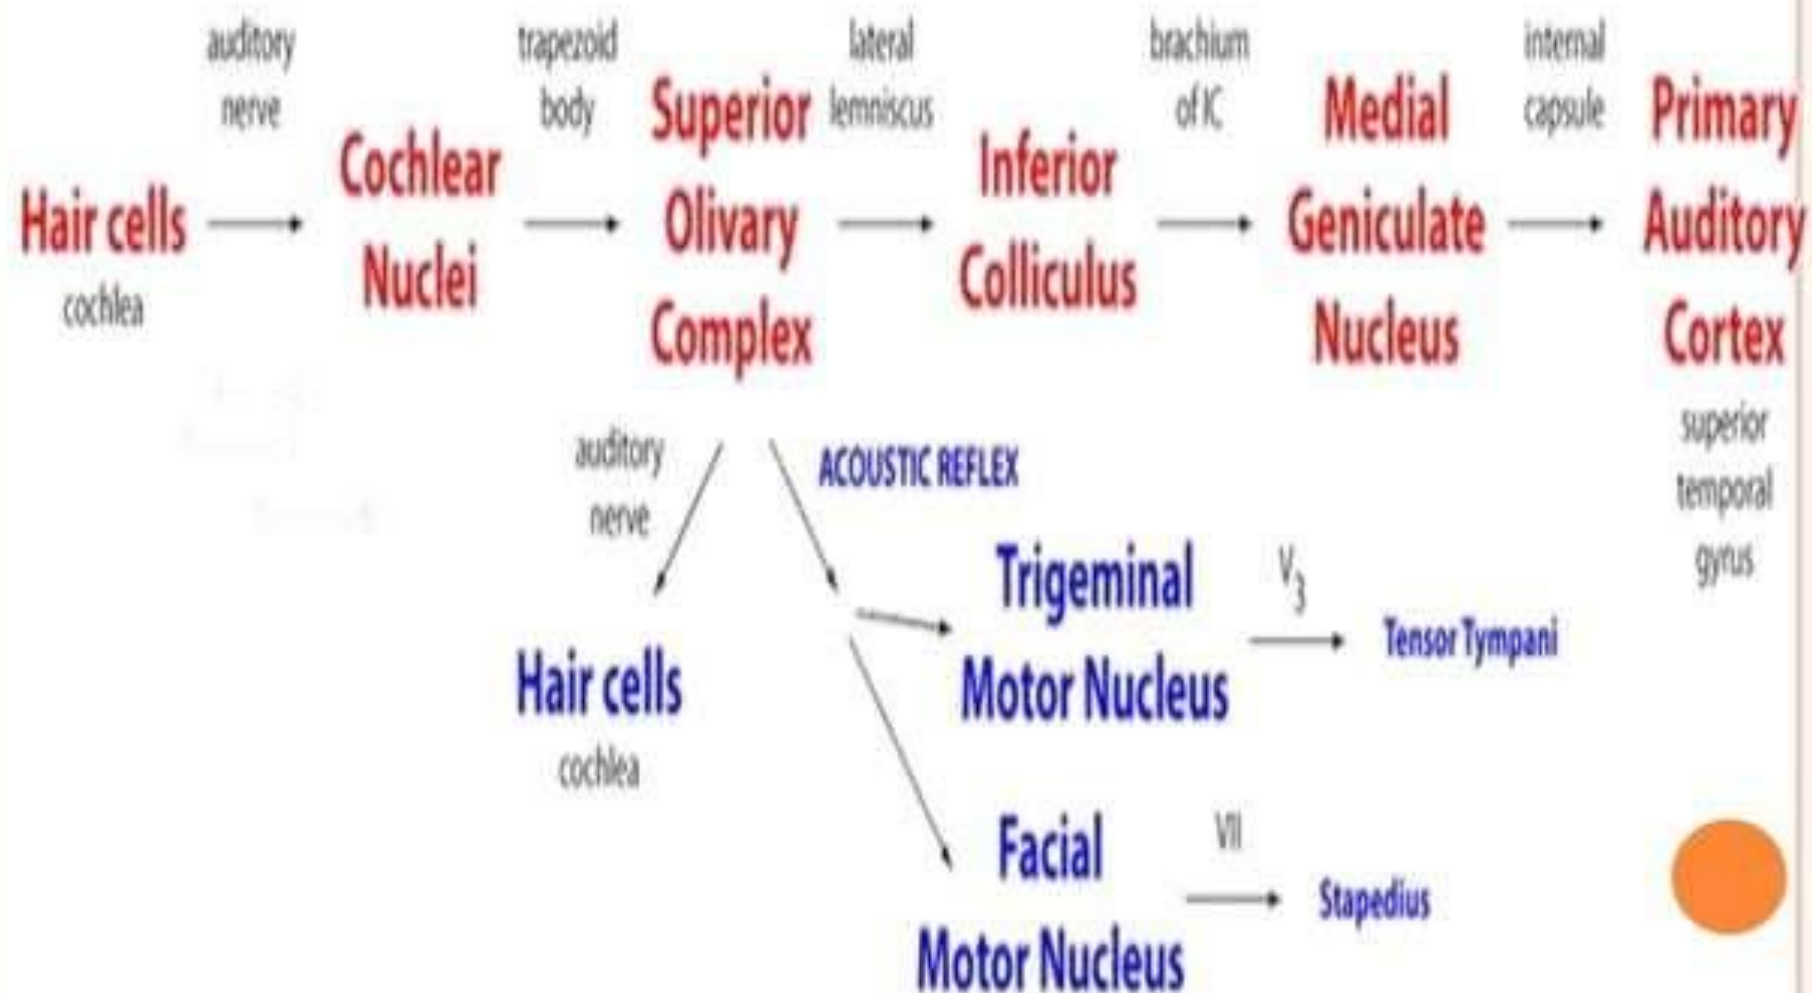 auditory
nerve
trapezoid
body
lateral
lemniscus
brachium
of IC
internal
capsule
Hair cells
cochlea
Cochlear
Nuclei
Superior
Olivary
Complex
Inferior
Colliculus
Medial
Geniculate
Nucleus
Primary
Auditory
Cortex
superior
temporal
gyrus
auditory
nerve
ACOUSTIC REFLEX
Hair cells
cochlea
Trigeminal
Motor Nucleus
V3
Tensor Tympani
Facial
Motor Nucleus
VII
Stapedius